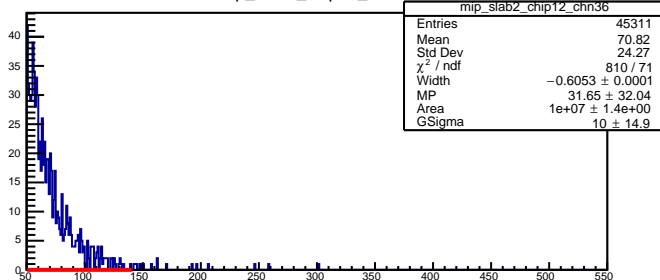 mip_slab2_chip12_chn36
Entries 45311
Mean 70.82
Std Dev 24.27
χ² / ndf 810 / 71
Width −0.6053 ± 0.0001
MP 31.65 ± 32.04
Area 1e+07 ± 1.4e+00
GSigma 10 ± 14.9
40
35
30
25
20
15
10
5
0
50 100 150 200 250 300 350 400 450 500 550